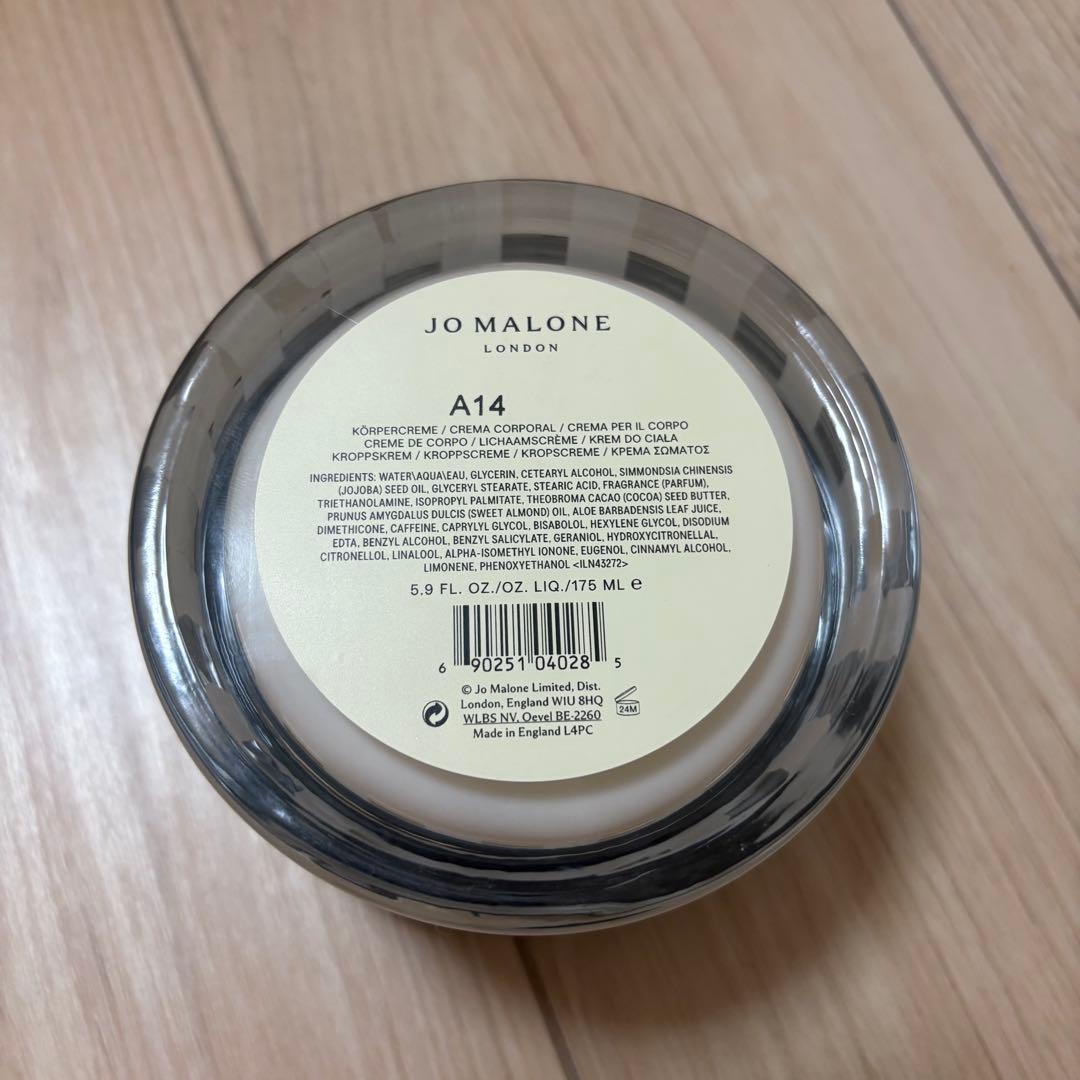 JO MALONE
LONDON
A14
KÖRPERCREME / CREMA CORPORAL / CREMA PER IL CORPO
CREME DE CORPO / LICHAAMSCRÈME / KREM DO CIAŁA
KROPPSKREM / KROPPSCREME / KROPSCREME / ΚΡΕΜΑ ΣΩΜΑΤΟΣ
INGREDIENTS: WATER\AQUA\EAU, GLYCERIN, CETEARYL ALCOHOL, SIMMONDSIA CHINENSIS
(JOJOBA) SEED OIL, GLYCERYL STEARATE, STEARIC ACID, FRAGRANCE (PARFUM),
TRIETHANOLAMINE, ISOPROPYL PALMITATE, THEOBROMA CACAO (COCOA) SEED BUTTER,
PRUNUS AMYGDALUS DULCIS (SWEET ALMOND) OIL, ALOE BARBADENSIS LEAF JUICE,
DIMETHICONE, CAFFEINE, CAPRYLYL GLYCOL, BISABOLOL, HEXYLENE GLYCOL, DISODIUM
EDTA, BENZYL ALCOHOL, BENZYL SALICYLATE, GERANIOL, HYDROXYCITRONELLAL,
CITRONELLOL, LINALOOL, ALPHA-ISOMETHYL IONONE, EUGENOL, CINNAMYL ALCOHOL,
LIMONENE, PHENOXYETHANOL <ILN43272>
5.9 FL. OZ./OZ. LIQ./175 ML ℮
6 90251 04028 5
© Jo Malone Limited, Dist.
London, England W1U 8HQ
WLBS NV, Oevel BE-2260
Made in England L4PC
24M